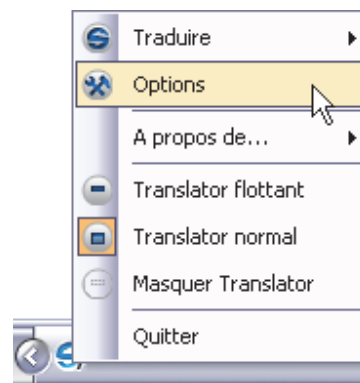 Traduire
Options
A propos de...
Translator flottant
Translator normal
Masquer Translator
Quitter